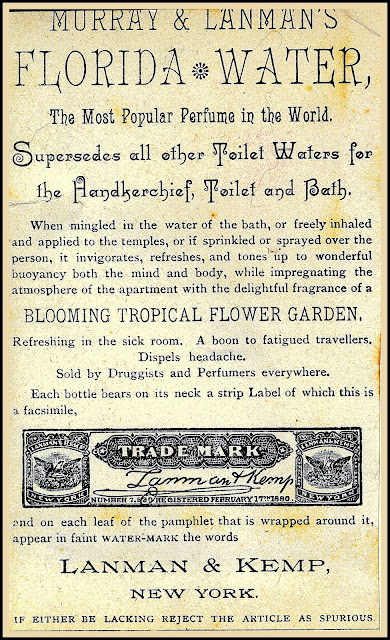 MURRAY & LANMAN'S
FLORIDA WATER,
The Most Popular Perfume in the World.
Supersedes all other Toilet Waters for
the Handkerchief, Toilet and Bath.
When mingled in the water of the bath, or freely inhaled
and applied to the temples, or if sprinkled or sprayed over the
person, it invigorates, refreshes, and tones up to wonderful
buoyancy both the mind and body, while impregnating the
atmosphere of the apartment with the delightful fragrance of a
BLOOMING TROPICAL FLOWER GARDEN.
Refreshing in the sick room. A boon to fatigued travellers.
Dispels headache.
Sold by Druggists and Perfumers everywhere.
Each bottle bears on its neck a strip Label of which this is
a facsimile,
TRADE MARK
Lanman & Kemp
NEW YORK
REGISTERED FEBRUARY 17TH 1880.
NEW YORK
and on each leaf of the pamphlet that is wrapped around it,
appear in faint WATER-MARK the words
LANMAN & KEMP,
NEW YORK.
IF EITHER BE LACKING REJECT THE ARTICLE AS SPURIOUS.